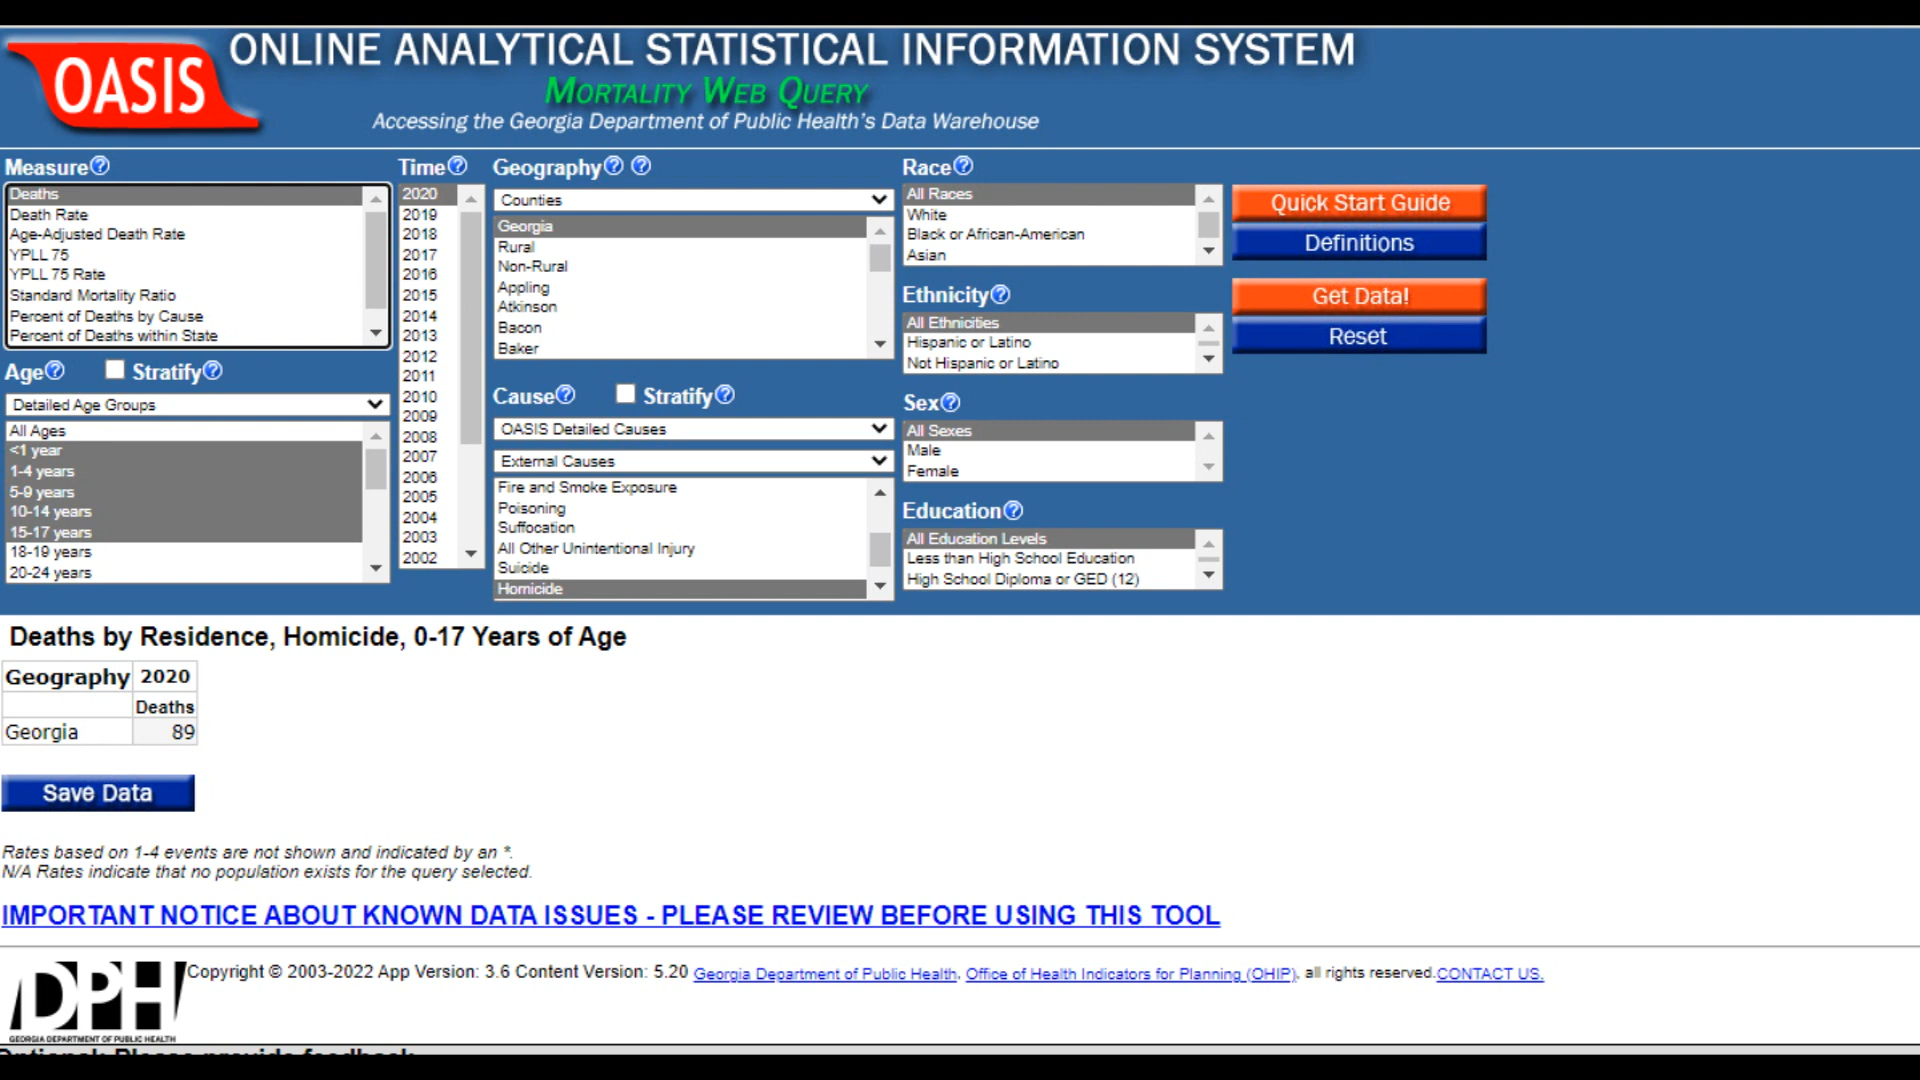 OASIS
ONLINE ANALYTICAL STATISTICAL INFORMATION SYSTEM
MORTALITY WEB QUERY
Accessing the Georgia Department of Public Health's Data Warehouse
Measure
Deaths
Death Rate
Age-Adjusted Death Rate
YPLL 75
YPLL 75 Rate
Standard Mortality Ratio
Percent of Deaths by Cause
Percent of Deaths within State
Age Stratify
Detailed Age Groups
All Ages
<1 year
1-4 years
5-9 years
10-14 years
15-17 years
18-19 years
20-24 years
Time
2020
2019
2018
2017
2016
2015
2014
2013
2012
2011
2010
2009
2008
2007
2006
2005
2004
2003
2002
Geography
Counties
Georgia
Rural
Non-Rural
Appling
Atkinson
Bacon
Baker
Cause Stratify
OASIS Detailed Causes
External Causes
Fire and Smoke Exposure
Poisoning
Suffocation
All Other Unintentional Injury
Suicide
Homicide
Race
All Races
White
Black or African-American
Asian
Ethnicity
All Ethnicities
Hispanic or Latino
Not Hispanic or Latino
Sex
All Sexes
Male
Female
Education
All Education Levels
Less than High School Education
High School Diploma or GED (12)
Quick Start Guide
Definitions
Get Data!
Reset
Deaths by Residence, Homicide, 0-17 Years of Age
Geography 2020
Deaths
Georgia 89
Save Data
Rates based on 1-4 events are not shown and indicated by an *.
N/A Rates indicate that no population exists for the query selected.
IMPORTANT NOTICE ABOUT KNOWN DATA ISSUES - PLEASE REVIEW BEFORE USING THIS TOOL
DPH
GEORGIA DEPARTMENT OF PUBLIC HEALTH
Copyright © 2003-2022 App Version: 3.6 Content Version: 5.20 Georgia Department of Public Health, Office of Health Indicators for Planning (OHIP), all rights reserved.CONTACT US.
Optional: Please provide feedback